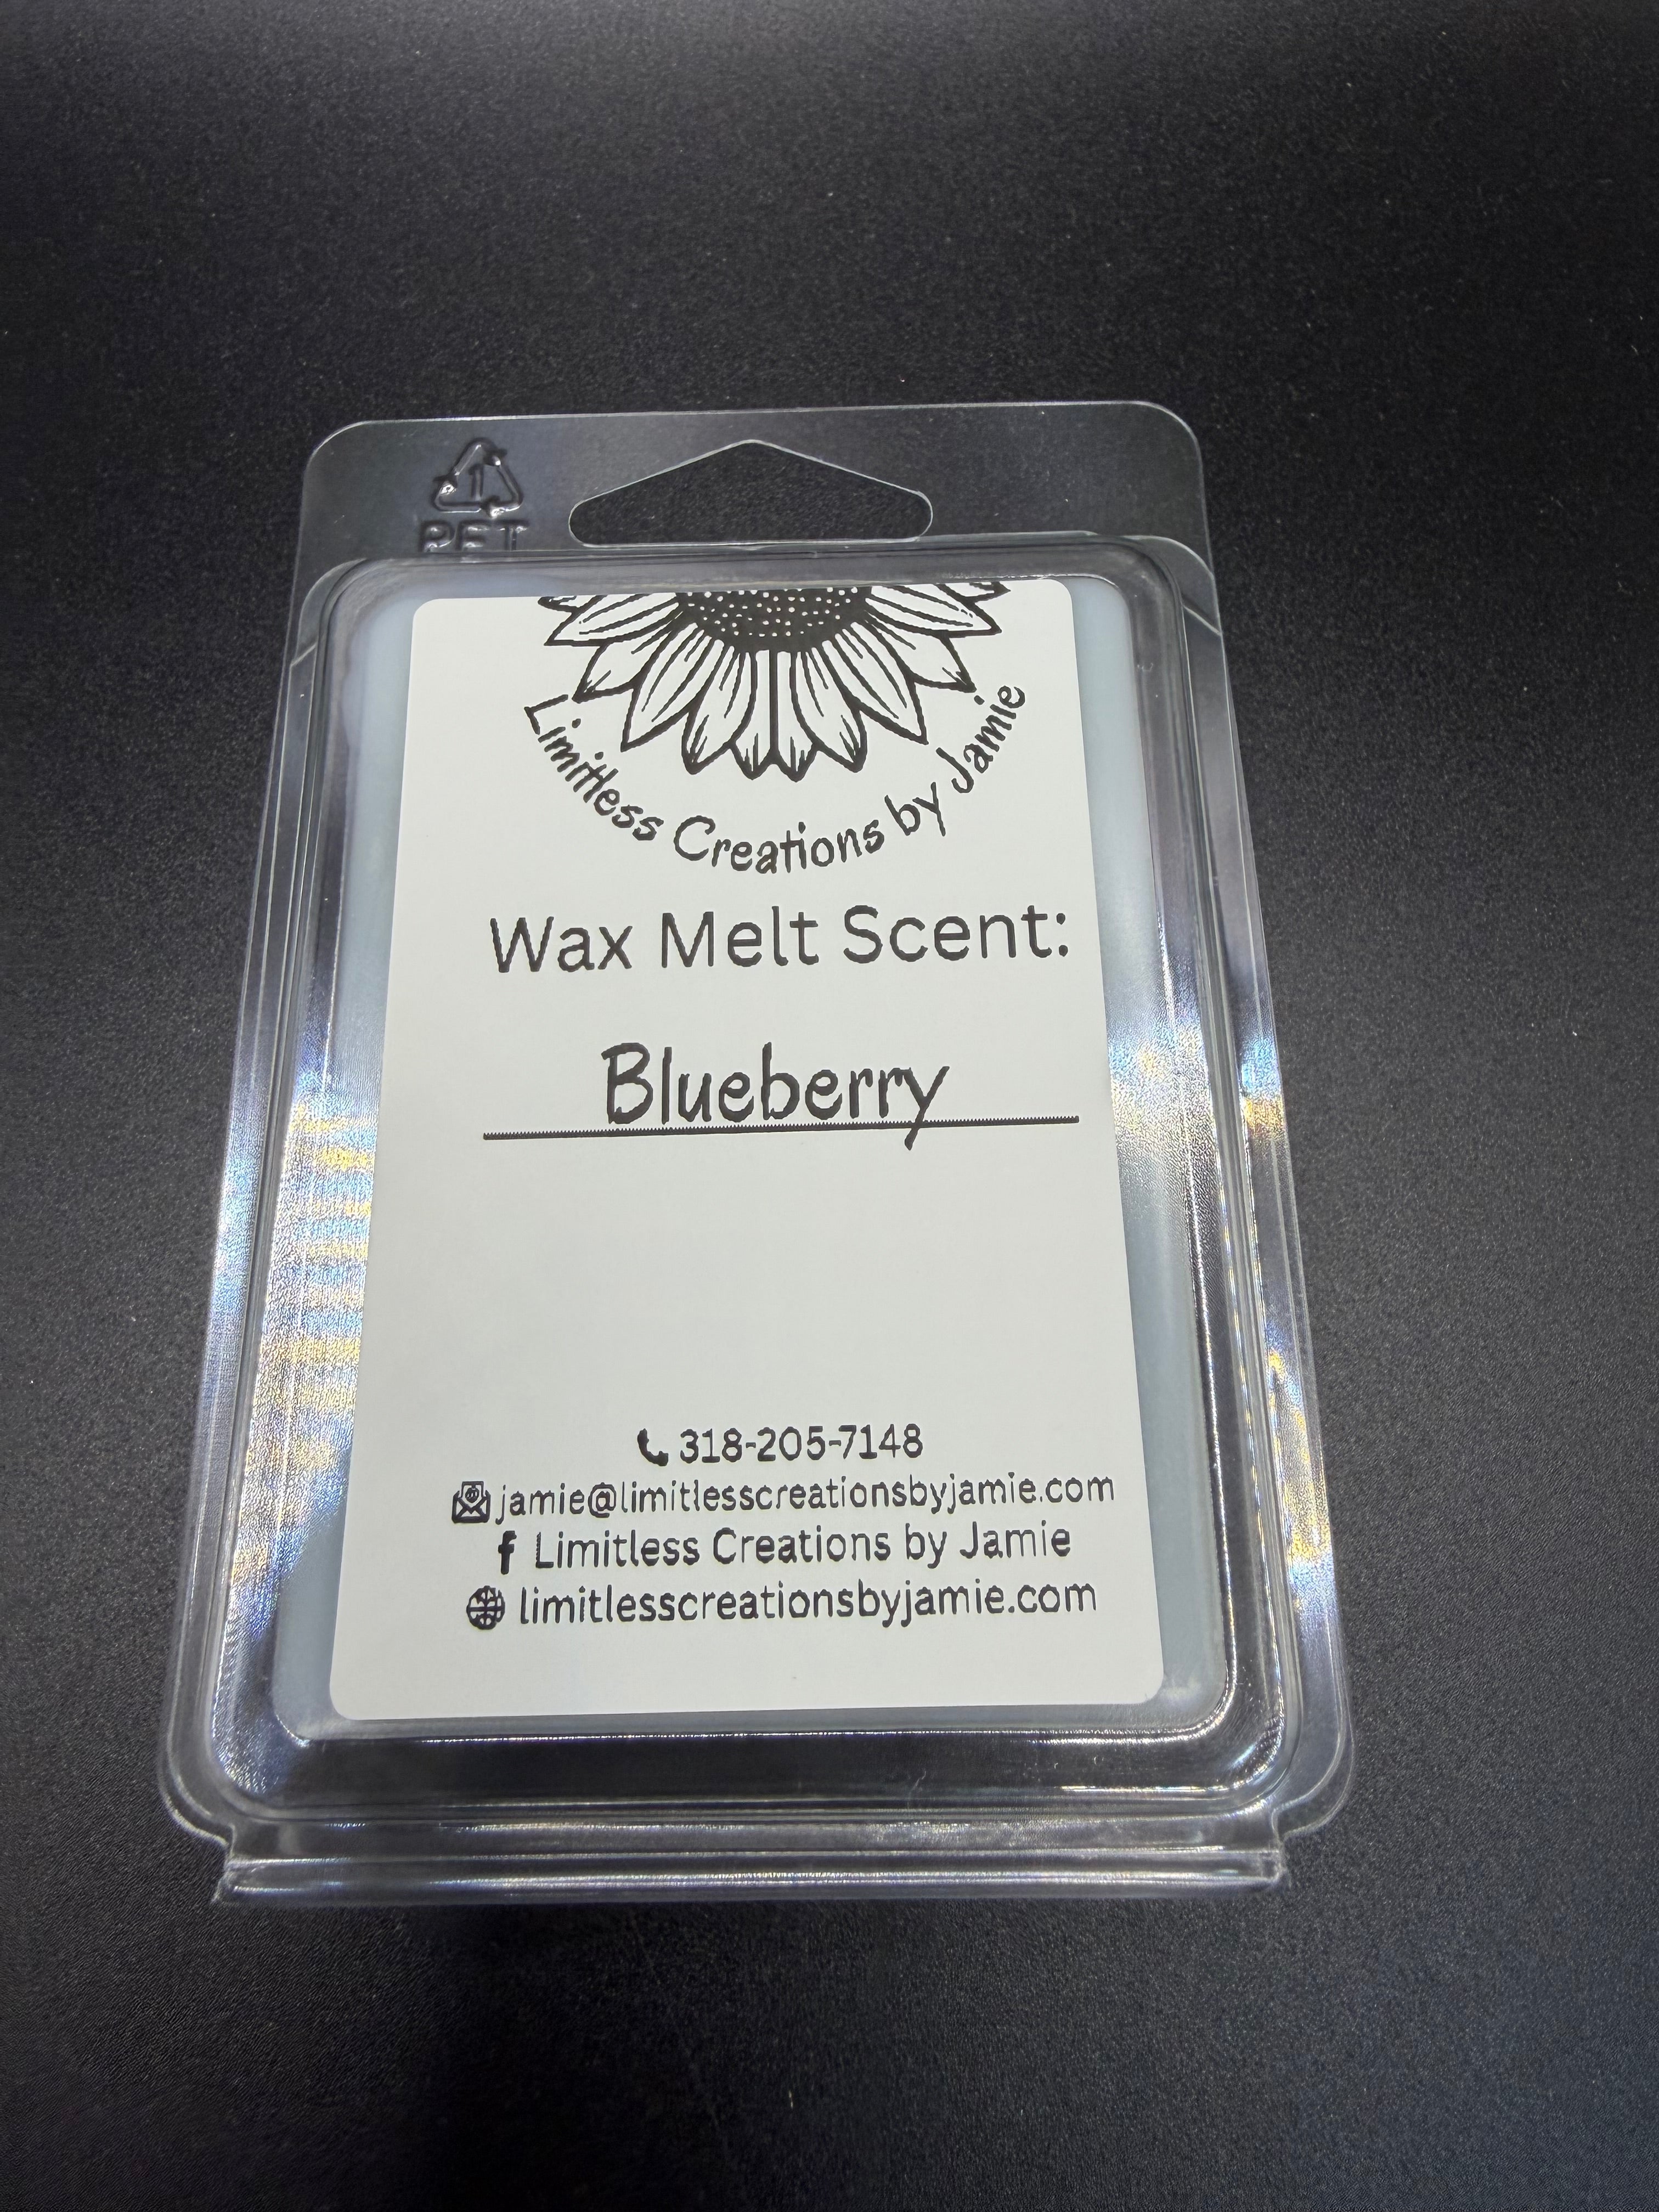 1
PET
Limitless Creations by Jamie
Wax Melt Scent:
Blueberry
318-205-7148
jamie@limitlesscreationsbyjamie.com
f Limitless Creations by Jamie
limitlesscreationsbyjamie.com